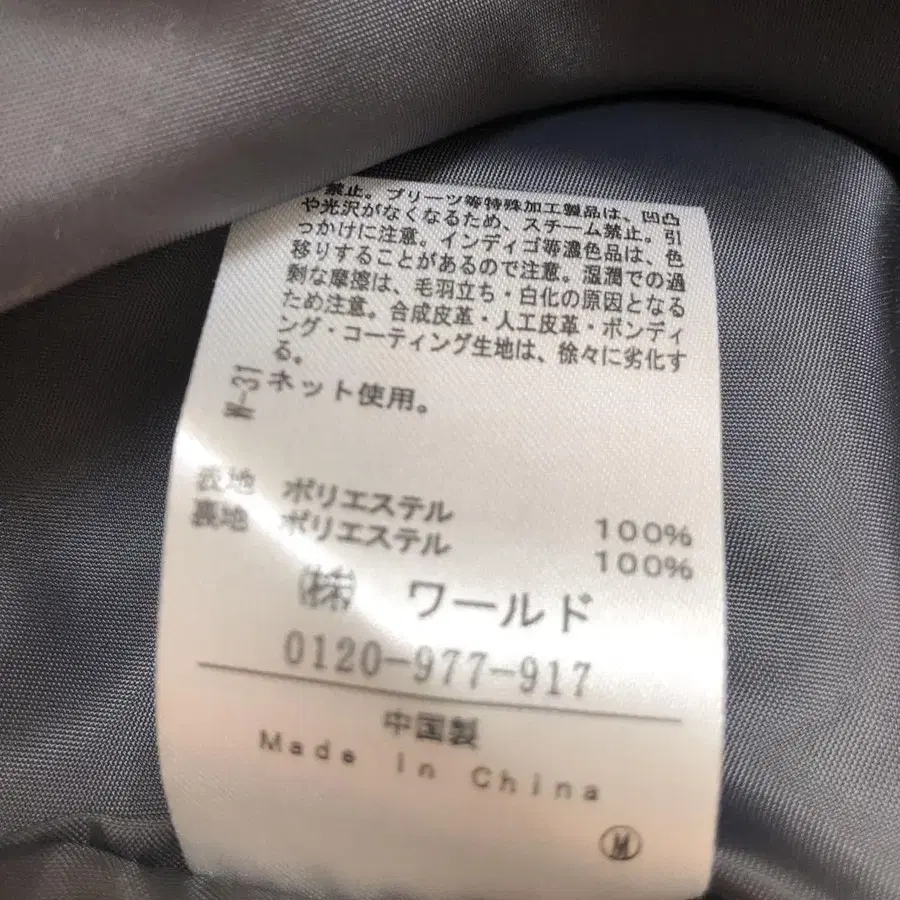 禁止。プリーツ等特殊加工製品は、凹凸
や光沢がなくなるため、スチーム禁止。引
っかけに注意。インディゴ等濃色品は、色
移りすることがあるので注意。湿潤での過
剰な摩擦は、毛羽立ち・白化の原因となる
ため注意。合成皮革・人工皮革・ボンディ
ング・コーティング生地は、徐々に劣化す
る。
W-31
ネット使用。
表地 ポリエステル 100%
裏地 ポリエステル 100%
㈱ ワールド
0120-977-917
中国製
Made in China
Ⓜ